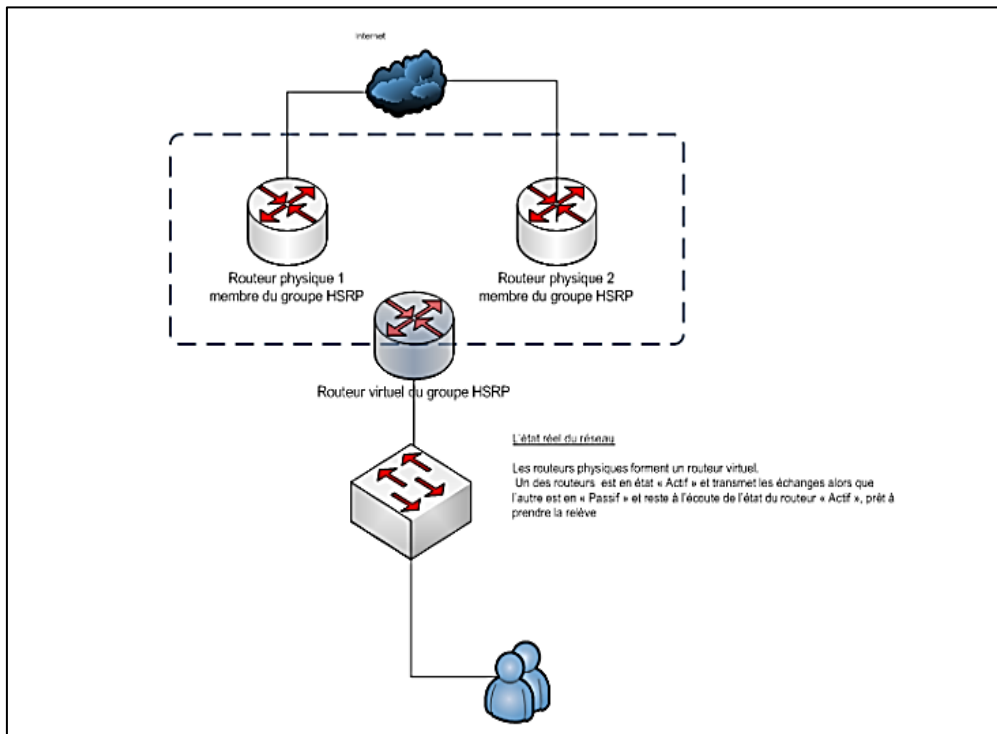 Internet
Routeur physique 1
membre du groupe HSRP
Routeur physique 2
membre du groupe HSRP
Routeur virtuel du groupe HSRP
L'état réel du réseau
Les routeurs physiques forment un routeur virtuel.
Un des routeurs est en état « Actif » et transmet les échanges alors que
l'autre est en « Passif » et reste à l'écoute de l'état du routeur « Actif », prêt à
prendre la relève